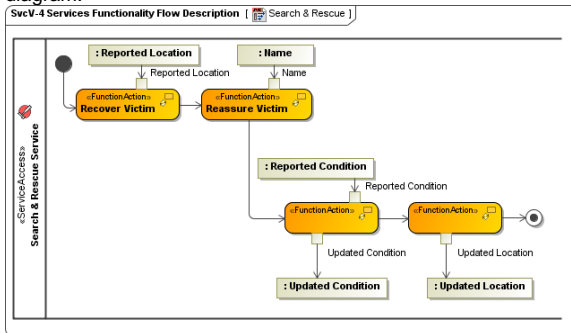 diagram.
SvcV-4 Services Functionality Flow Description [ Search & Rescue ]
«ServiceAccess»
Search & Rescue Service
: Reported Location
: Name
Reported Location
Name
«FunctionAction»
Recover Victim
«FunctionAction»
Reassure Victim
: Reported Condition
Reported Condition
«FunctionAction»
«FunctionAction»
Updated Condition
Updated Location
: Updated Condition
: Updated Location